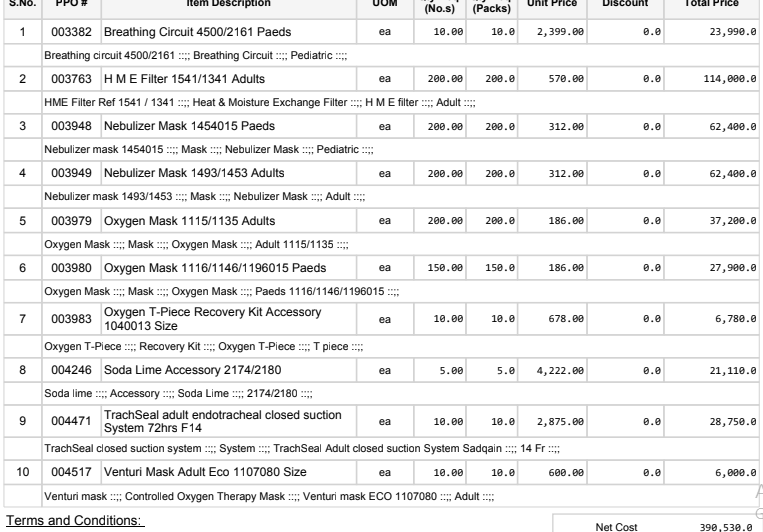 S.No. PPO # Item Description UOM (No.s) (Packs) Unit Price Discount Total Price
1 003382 Breathing Circuit 4500/2161 Paeds ea 10.00 10.0 2,399.00 0.0 23,990.0
Breathing circuit 4500/2161 ::;; Breathing Circuit ::;; Pediatric ::;;
2 003763 H M E Filter 1541/1341 Adults ea 200.00 200.0 570.00 0.0 114,000.0
HME Filter Ref 1541 / 1341 ::;; Heat & Moisture Exchange Filter ::;; H M E filter ::;; Adult ::;;
3 003948 Nebulizer Mask 1454015 Paeds ea 200.00 200.0 312.00 0.0 62,400.0
Nebulizer mask 1454015 ::;; Mask ::;; Nebulizer Mask ::;; Pediatric ::;;
4 003949 Nebulizer Mask 1493/1453 Adults ea 200.00 200.0 312.00 0.0 62,400.0
Nebulizer mask 1493/1453 ::;; Mask ::;; Nebulizer Mask ::;; Adult ::;;
5 003979 Oxygen Mask 1115/1135 Adults ea 200.00 200.0 186.00 0.0 37,200.0
Oxygen Mask ::;; Mask ::;; Oxygen Mask ::;; Adult 1115/1135 ::;;
6 003980 Oxygen Mask 1116/1146/1196015 Paeds ea 150.00 150.0 186.00 0.0 27,900.0
Oxygen Mask ::;; Mask ::;; Oxygen Mask ::;; Paeds 1116/1146/1196015 ::;;
7 003983 Oxygen T-Piece Recovery Kit Accessory ea 10.00 10.0 678.00 0.0 6,780.0
1040013 Size
Oxygen T-Piece ::;; Recovery Kit ::;; Oxygen T-Piece ::;; T piece ::;;
8 004246 Soda Lime Accessory 2174/2180 ea 5.00 5.0 4,222.00 0.0 21,110.0
Soda lime ::;; Accessory ::;; Soda Lime ::;; 2174/2180 ::;;
9 004471 TrachSeal adult endotracheal closed suction ea 10.00 10.0 2,875.00 0.0 28,750.0
System 72hrs F14
TrachSeal closed suction system ::;; System ::;; TrachSeal Adult closed suction System Sadqain ::;; 14 Fr ::;;
10 004517 Venturi Mask Adult Eco 1107080 Size ea 10.00 10.0 600.00 0.0 6,000.0
Venturi mask ::;; Controlled Oxygen Therapy Mask ::;; Venturi mask ECO 1107080 ::;; Adult ::;;
Terms and Conditions:
Net Cost 390,530.0